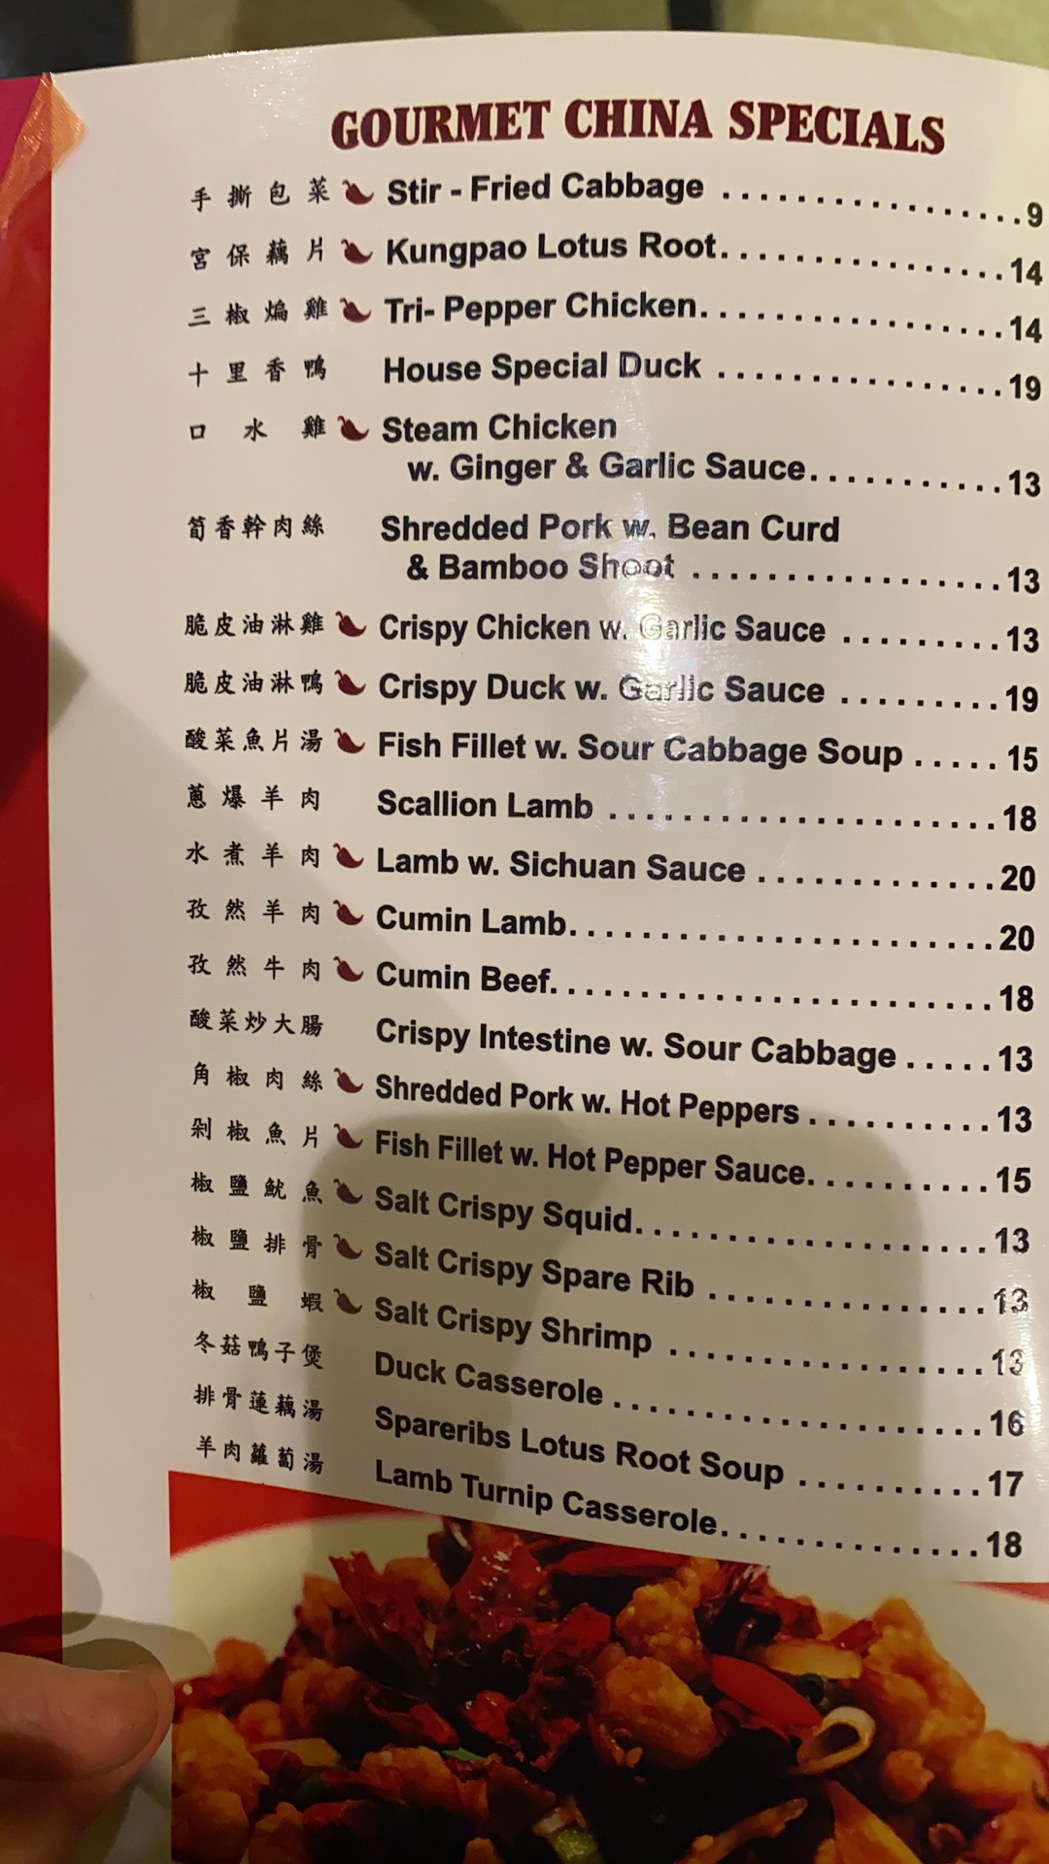 GOURMET CHINA SPECIALS
手撕包菜 Stir - Fried Cabbage ................9
宮保藕片 Kungpao Lotus Root................14
三椒煸雞 Tri- Pepper Chicken................14
十里香鴨 House Special Duck ................19
口水雞 Steam Chicken
w. Ginger & Garlic Sauce...........13
筍香幹肉絲 Shredded Pork w. Bean Curd
& Bamboo Shoot .................13
脆皮油淋雞 Crispy Chicken w. Garlic Sauce .........13
脆皮油淋鴨 Crispy Duck w. Garlic Sauce .........19
酸菜魚片湯 Fish Fillet w. Sour Cabbage Soup ..... 15
蔥爆羊肉 Scallion Lamb .....................18
水煮羊肉 Lamb w. Sichuan Sauce .............20
孜然羊肉 Cumin Lamb.......................20
孜然牛肉 Cumin Beef........................18
酸菜炒大腸 Crispy Intestine w. Sour Cabbage .....13
角椒肉絲 Shredded Pork w. Hot Peppers ..........13
剁椒魚片 Fish Fillet w. Hot Pepper Sauce..........15
椒鹽魷魚 Salt Crispy Squid...................13
椒鹽排骨 Salt Crispy Spare Rib ...............13
椒鹽蝦 Salt Crispy Shrimp .................13
冬菇鴨子煲 Duck Casserole ....................16
排骨蓮藕湯 Spareribs Lotus Root Soup ..........17
羊肉蘿蔔湯 Lamb Turnip Casserole..............18